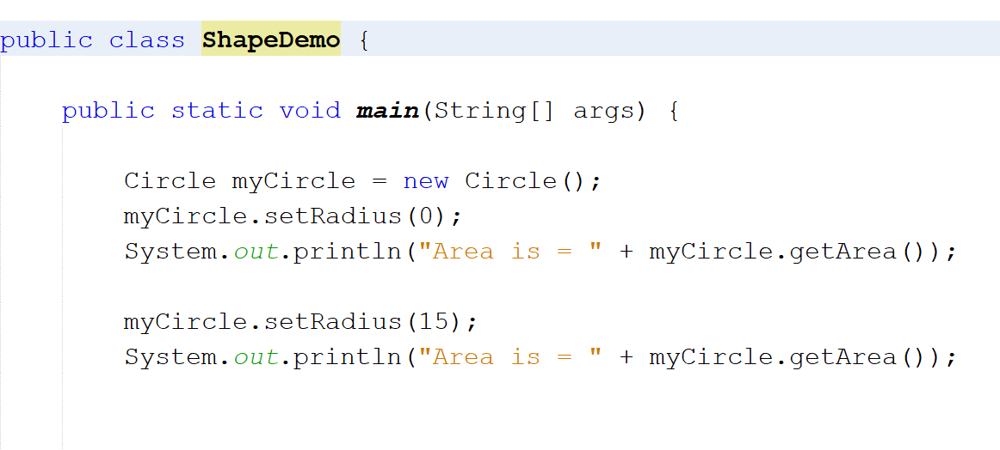 public class ShapeDemo {
public static void main(String[] args) {
Circle myCircle = new Circle();
myCircle.setRadius(0);
System.out.println("Area is = " + myCircle.getArea());
myCircle.setRadius(15);
System.out.println("Area is = " + myCircle.getArea());